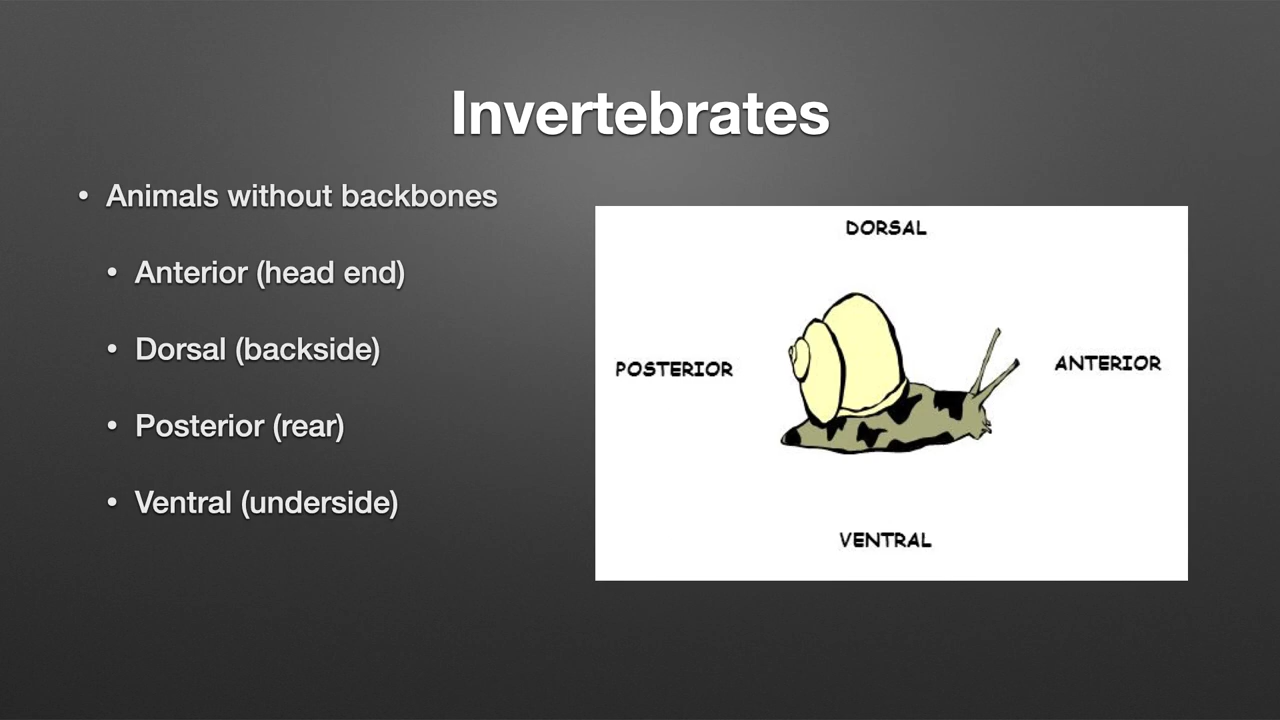 Invertebrates
• Animals without backbones
• Anterior (head end)
• Dorsal (backside)
• Posterior (rear)
• Ventral (underside)
DORSAL
POSTERIOR
ANTERIOR
VENTRAL